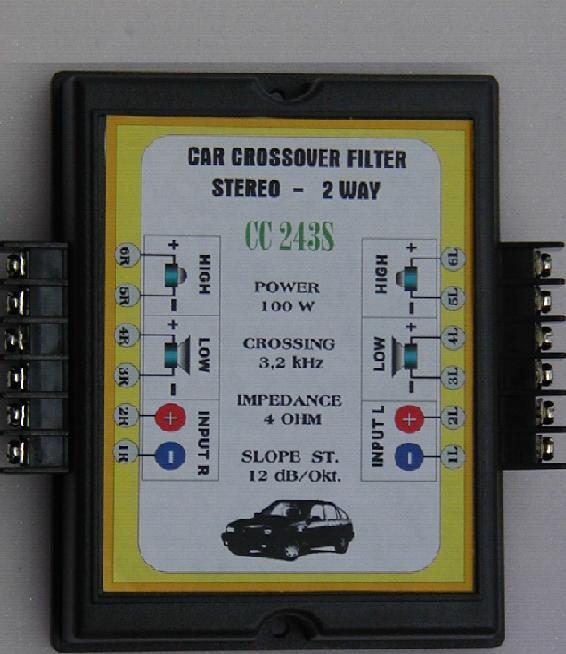 CAR CROSSOVER FILTER
STEREO - 2 WAY
CC 243S
POWER
100 W
CROSSING
3,2 kHz
IMPEDANCE
4 OHM
SLOPE ST.
12 dB/Okt.
6R
+
HIGH
5R
-
4R
+
LOW
3R
-
2R
+
INPUT R
1R
-
+
6L
HIGH
-
5L
+
4L
LOW
-
3L
INPUT L
+
2L
-
1L